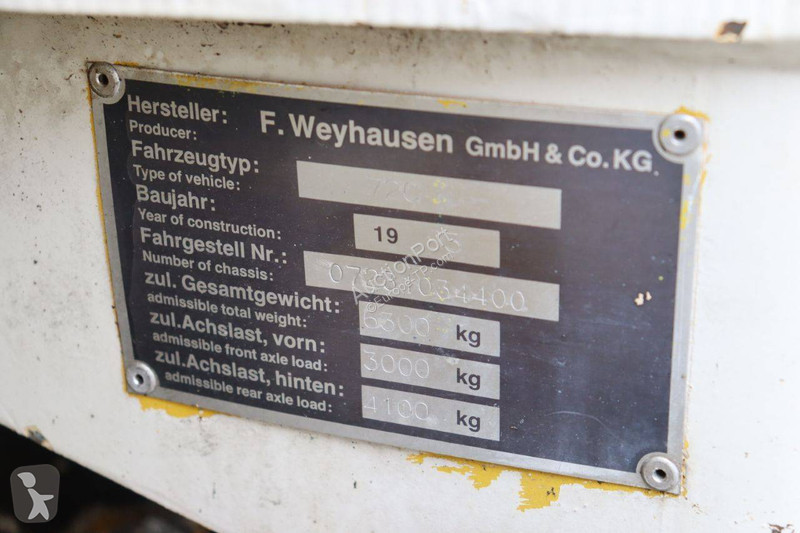 Hersteller: F. Weyhausen GmbH & Co. KG
Producer:
Fahrzeugtyp:
Type of vehicle:
Baujahr:
Year of construction: 19
Fahrgestell Nr.:
Number of chassis:
zul. Gesamtgewicht: 6600 kg
admissible total weight:
zul. Achslast, vorn: 3000 kg
admissible front axle load:
zul. Achslast, hinten: 4100 kg
admissible rear axle load:
AuctionPort